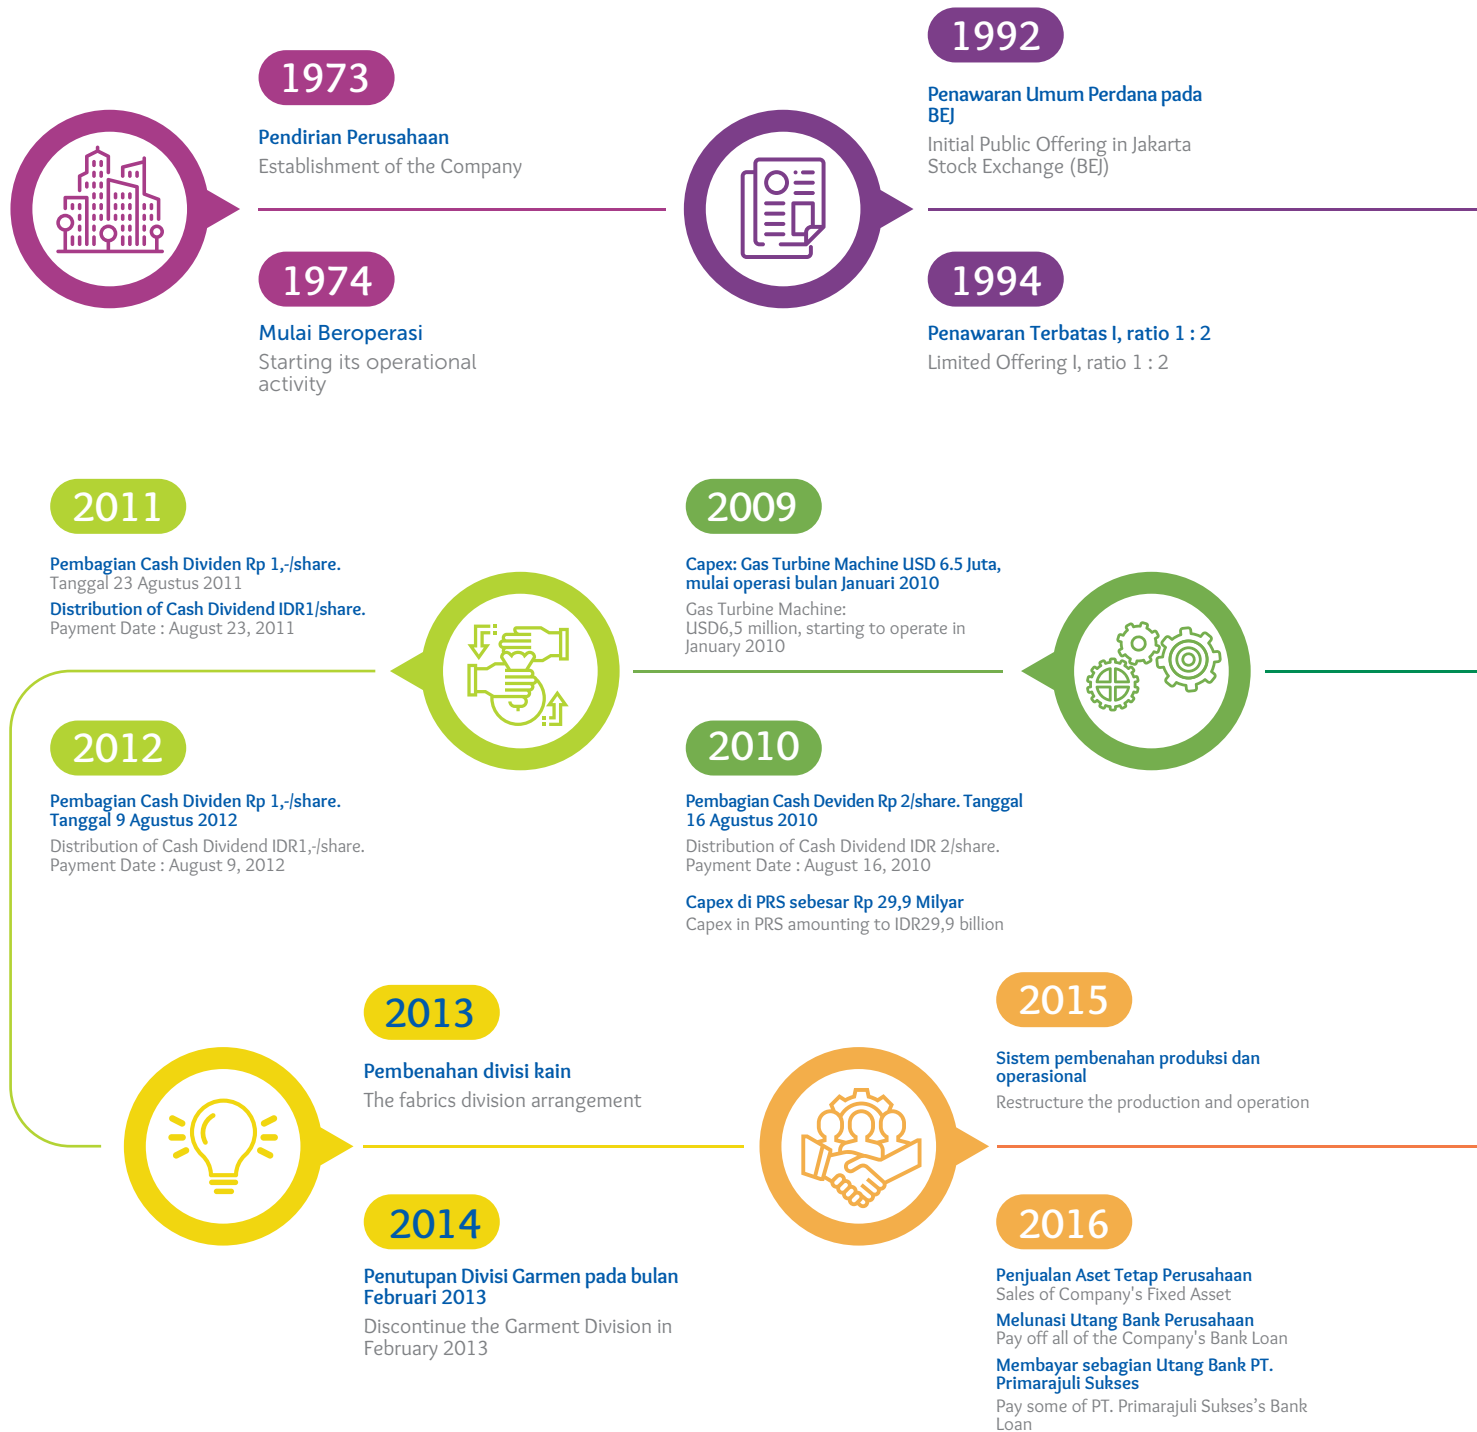 1973
Pendirian Perusahaan
Establishment of the Company
1974
Mulai Beroperasi
Starting its operational
activity
1992
Penawaran Umum Perdana pada
BEJ
Initial Public Offering in Jakarta
Stock Exchange (BEJ)
1994
Penawaran Terbatas I, ratio 1 : 2
Limited Offering I, ratio 1 : 2
2009
Capex: Gas Turbine Machine USD 6.5 Juta,
mulai operasi bulan Januari 2010
Gas Turbine Machine:
USD6,5 million, starting to operate in
January 2010
2010
Pembagian Cash Deviden Rp 2/share. Tanggal
16 Agustus 2010
Distribution of Cash Dividend IDR 2/share.
Payment Date : August 16, 2010
Capex di PRS sebesar Rp 29,9 Milyar
Capex in PRS amounting to IDR29,9 billion
2011
Pembagian Cash Dividen Rp 1,-/share.
Tanggal 23 Agustus 2011
Distribution of Cash Dividend IDR1/share.
Payment Date : August 23, 2011
2012
Pembagian Cash Dividen Rp 1,-/share.
Tanggal 9 Agustus 2012
Distribution of Cash Dividend IDR1,-/share.
Payment Date : August 9, 2012
2013
Pembenahan divisi kain
The fabrics division arrangement
2014
Penutupan Divisi Garmen pada bulan
Februari 2013
Discontinue the Garment Division in
February 2013
2015
Sistem pembenahan produksi dan
operasional
Restructure the production and operation
2016
Penjualan Aset Tetap Perusahaan
Sales of Company's Fixed Asset
Melunasi Utang Bank Perusahaan
Pay off all of the Company's Bank Loan
Membayar sebagian Utang Bank PT.
Primarajuli Sukses
Pay some of PT. Primarajuli Sukses’s Bank
Loan